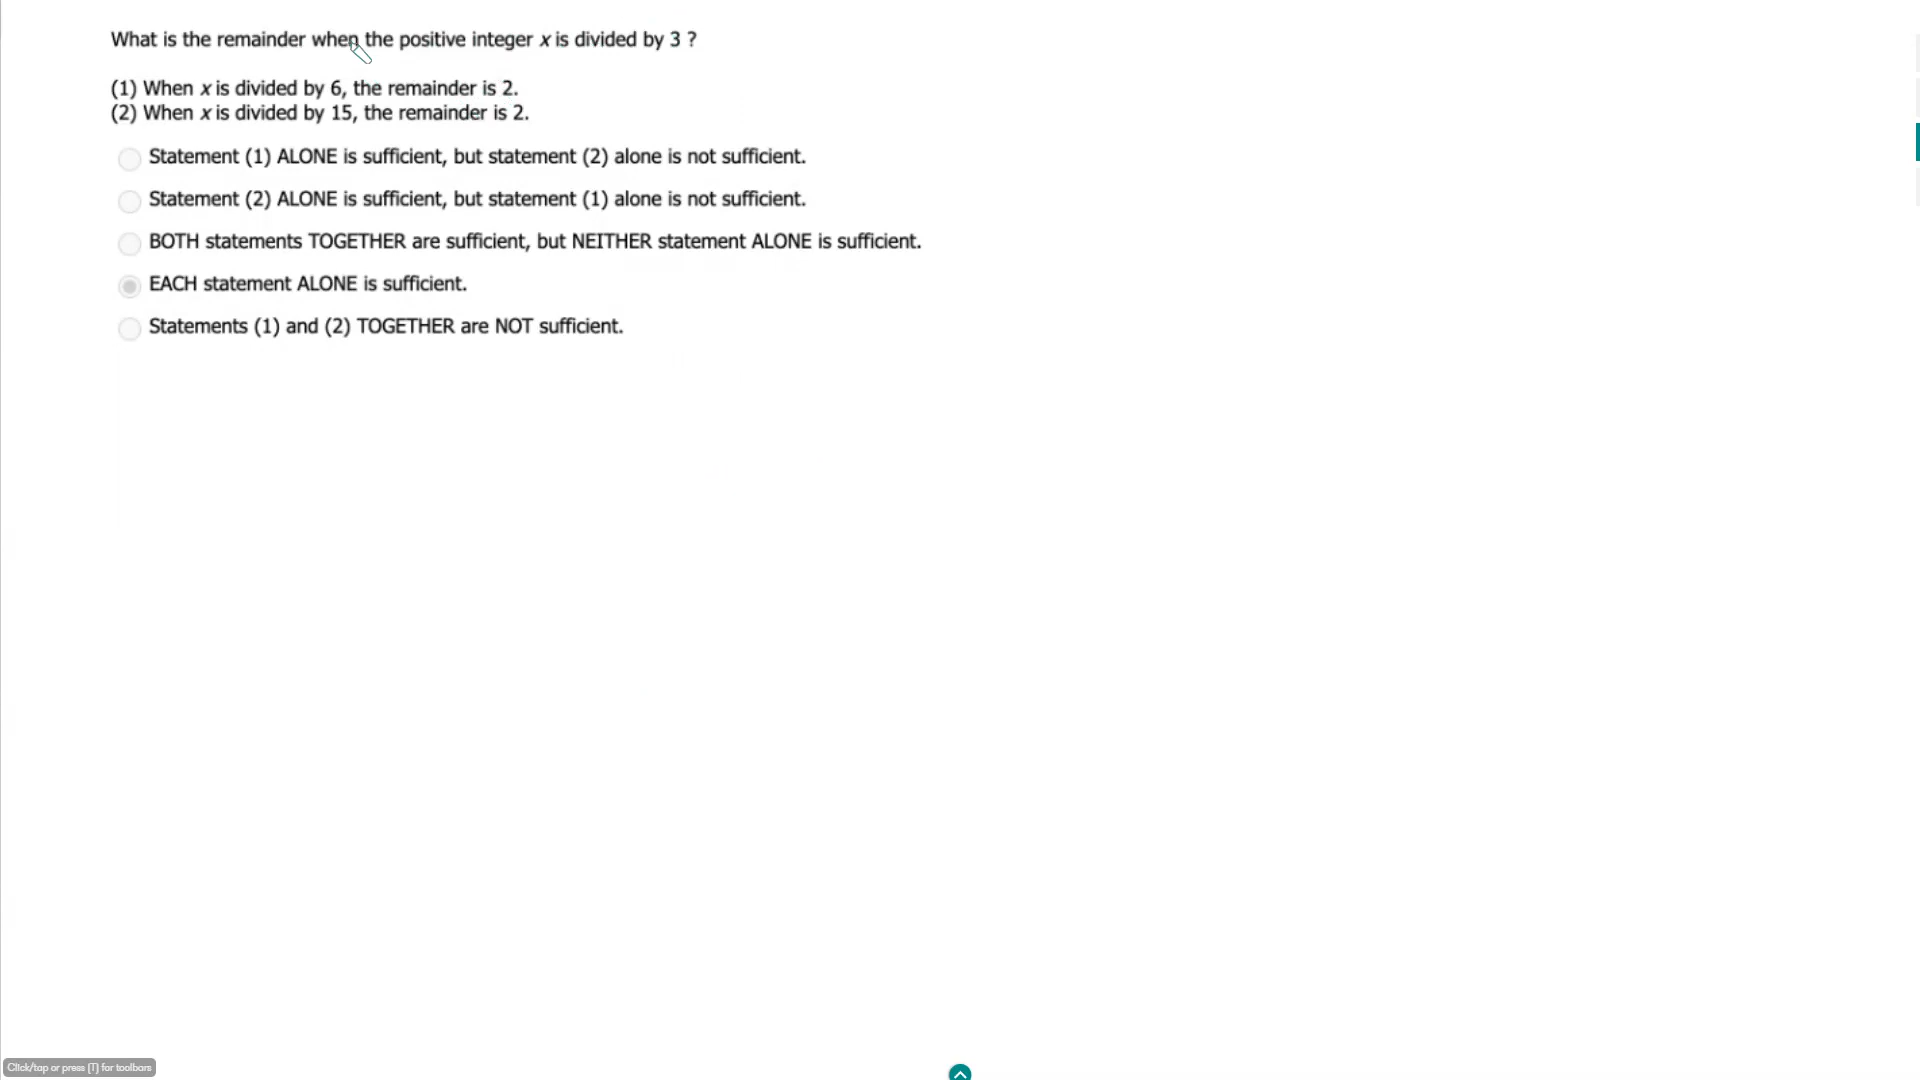 What is the remainder when the positive integer x is divided by 3 ?
(1) When x is divided by 6, the remainder is 2.
(2) When x is divided by 15, the remainder is 2.
Statement (1) ALONE is sufficient, but statement (2) alone is not sufficient.
Statement (2) ALONE is sufficient, but statement (1) alone is not sufficient.
BOTH statements TOGETHER are sufficient, but NEITHER statement ALONE is sufficient.
EACH statement ALONE is sufficient.
Statements (1) and (2) TOGETHER are NOT sufficient.
Click/tap or press [T] for toolbars